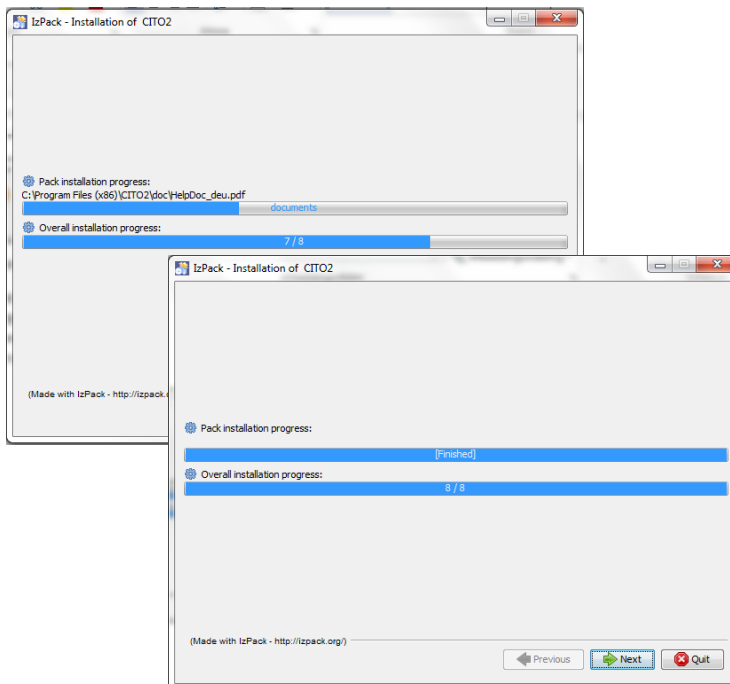 IzPack - Installation of CITO2
Pack installation progress:
C:\Program Files (x86)\CITO2\doc\HelpDoc_deu.pdf
documents
Overall installation progress:
7 / 8
(Made with IzPack - http://izpack.
IzPack - Installation of CITO2
Pack installation progress:
[Finished]
Overall installation progress:
8 / 8
(Made with IzPack - http://izpack.org/)
Previous
Next
Quit